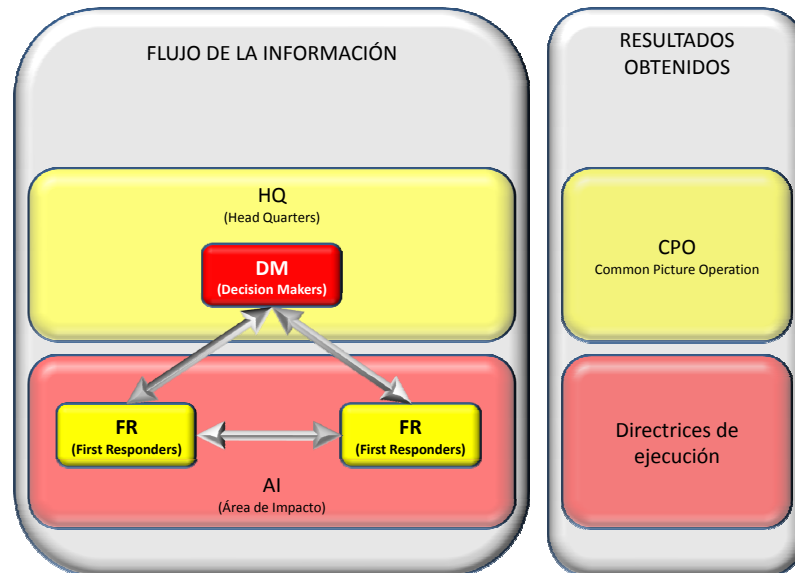 FLUJO DE LA INFORMACIÓN
HQ
(Head Quarters)
DM
(Decision Makers)
FR
(First Responders)
FR
(First Responders)
AI
(Área de Impacto)
RESULTADOS
OBTENIDOS
CPO
Common Picture Operation
Directrices de
ejecución